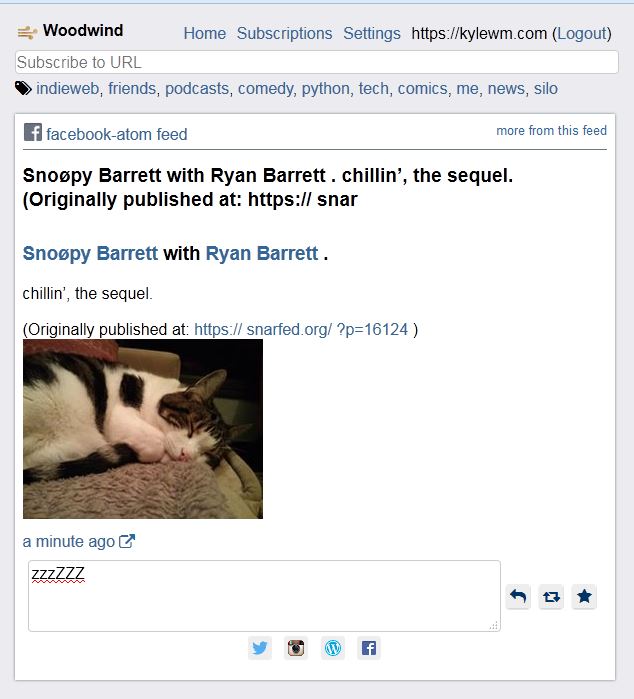 Woodwind Home Subscriptions Settings https://kylewm.com (Logout)
Subscribe to URL
indieweb, friends, podcasts, comedy, python, tech, comics, me, news, silo
facebook-atom feed more from this feed
Snoøpy Barrett with Ryan Barrett . chillin’, the sequel.
(Originally published at: https:// snar
Snoøpy Barrett with Ryan Barrett .
chillin’, the sequel.
(Originally published at: https:// snarfed.org/ ?p=16124 )
a minute ago
zzzZZZ